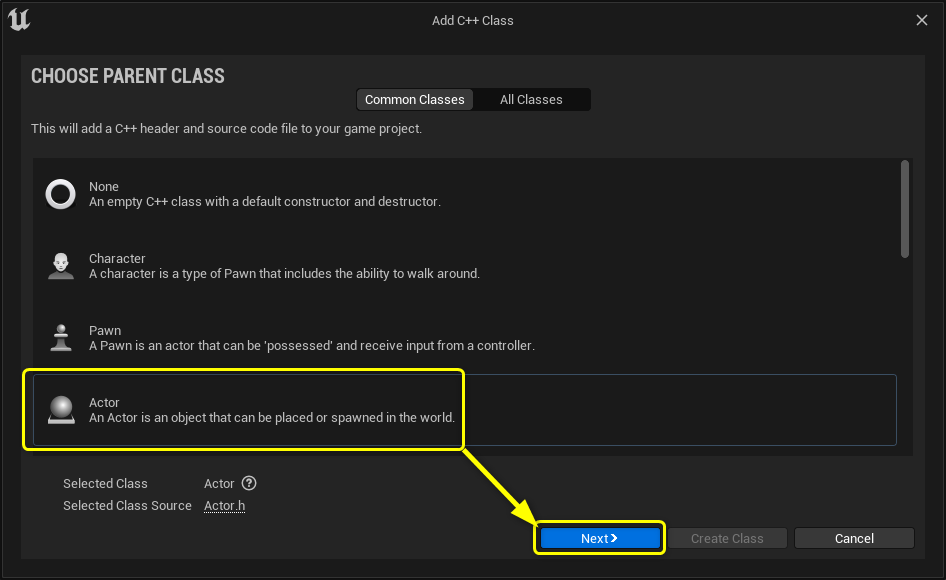 Add C++ Class
CHOOSE PARENT CLASS
Common Classes
All Classes
This will add a C++ header and source code file to your game project.
None
An empty C++ class with a default constructor and destructor.
Character
A character is a type of Pawn that includes the ability to walk around.
Pawn
A Pawn is an actor that can be 'possessed' and receive input from a controller.
Actor
An Actor is an object that can be placed or spawned in the world.
Selected Class Actor ?
Selected Class Source Actor.h
Next
Create Class
Cancel